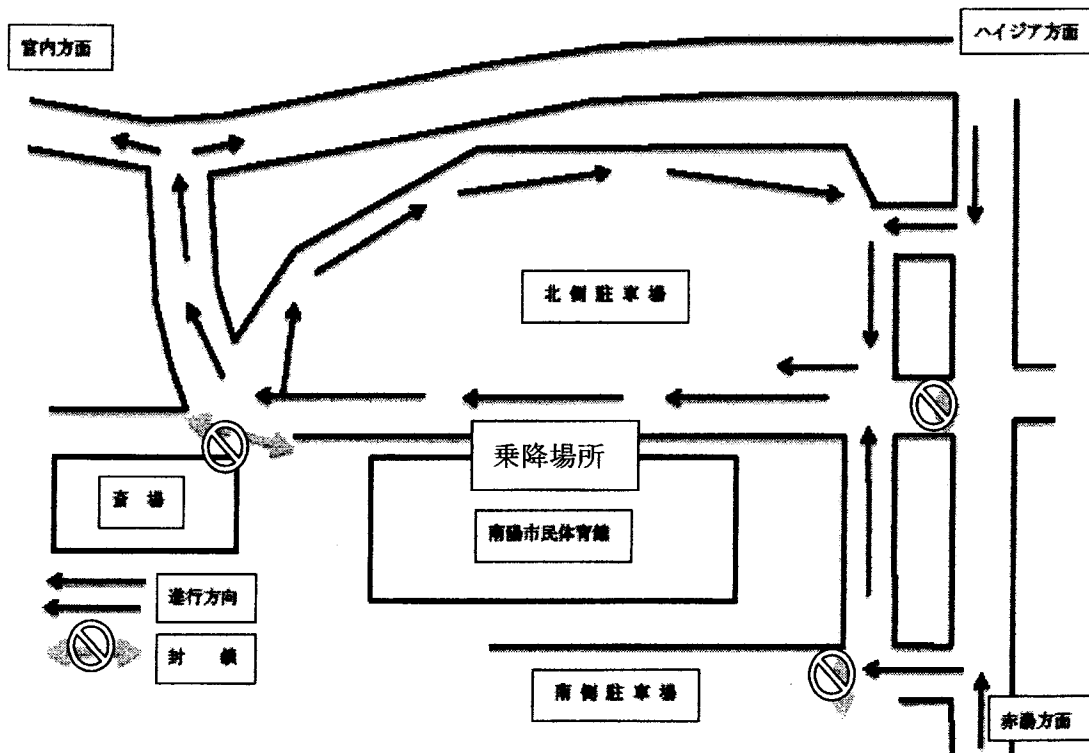 宮内方面
ハイジア方面
北側駐車場
乗降場所
斎場
南陽市民体育館
進行方向
封鎖
南側駐車場
赤湯方面